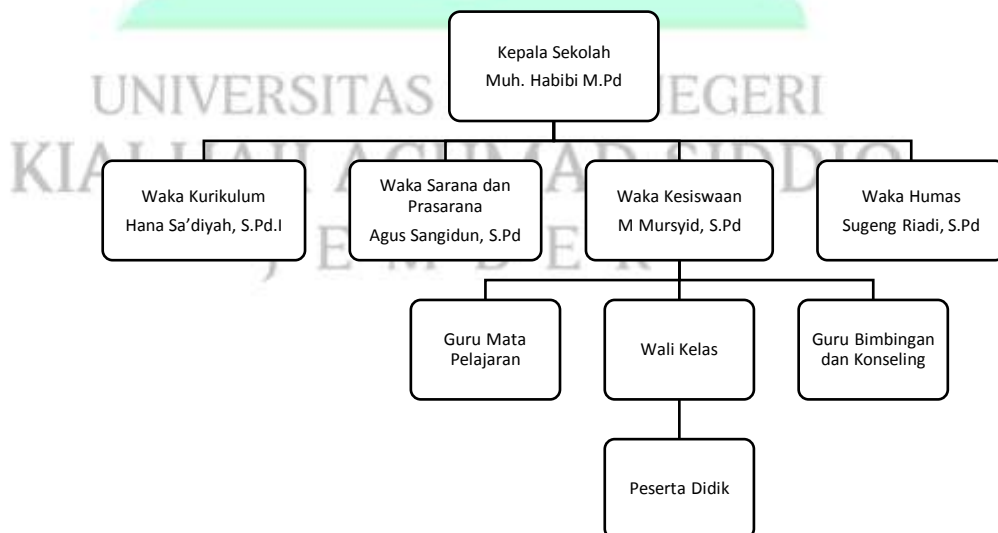 Kepala Sekolah
Muh. Habibi M.Pd
UNIVERSITAS
EGERI
Waka Kurikulum
Hana Sa’diyah, S.Pd.I
Waka Sarana dan
Prasarana
Agus Sangidun, S.Pd
Waka Kesiswaan
M Mursyid, S.Pd
Waka Humas
Sugeng Riadi, S.Pd
Guru Mata
Pelajaran
Wali Kelas
Guru Bimbingan
dan Konseling
Peserta Didik